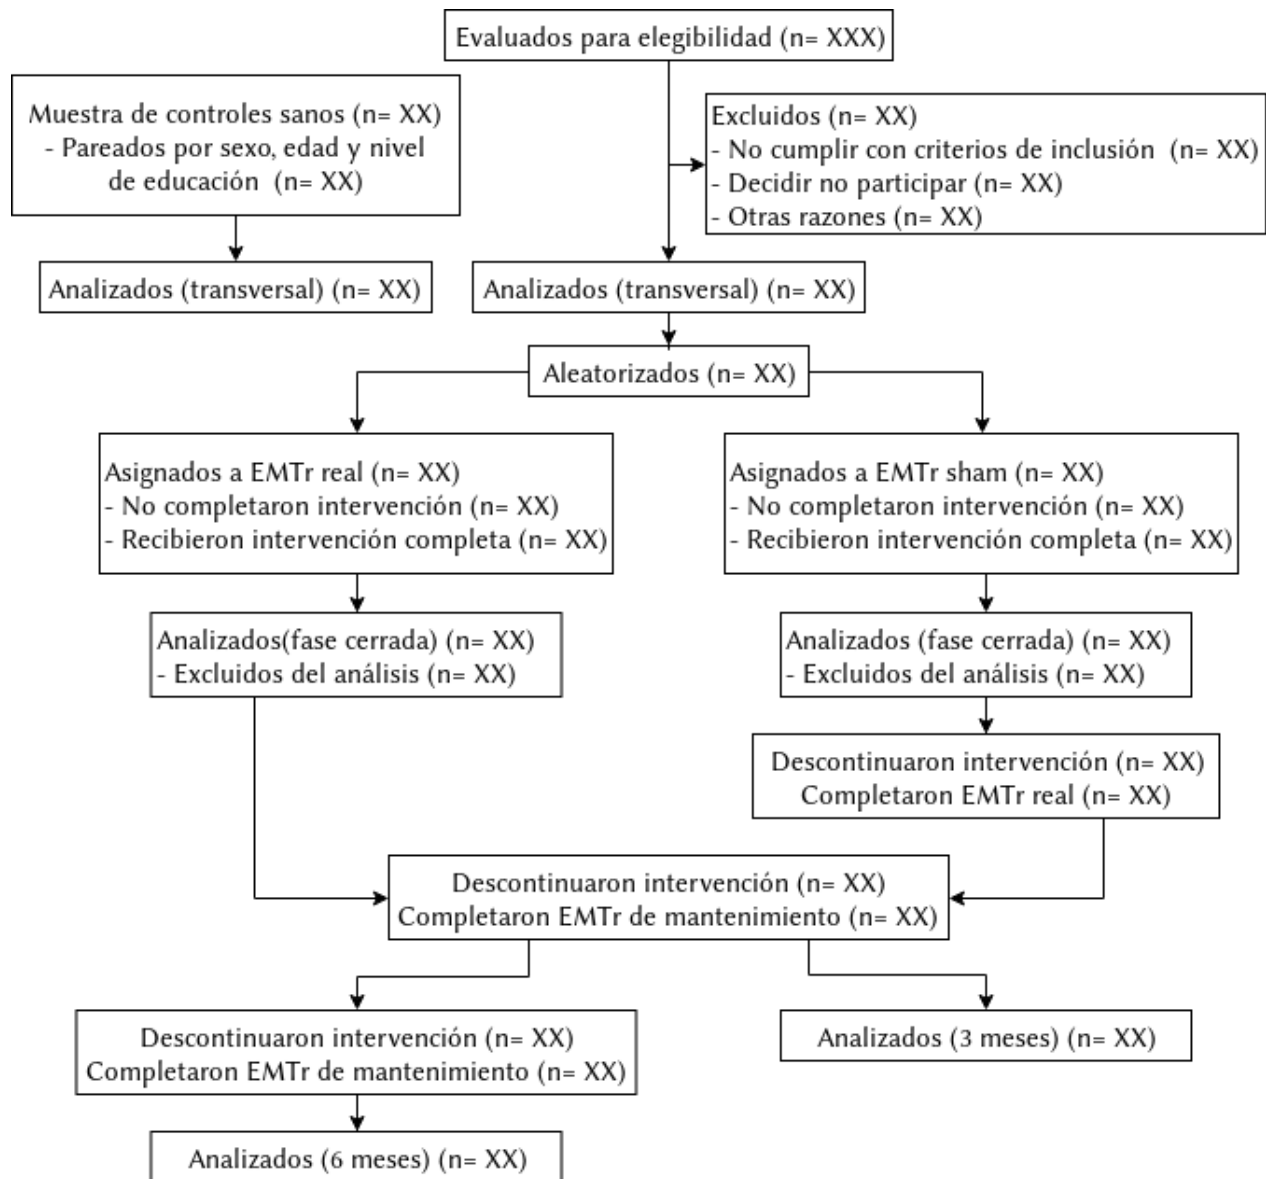 Evaluados para elegibilidad (n= XXX)
Muestra de controles sanos (n= XX)
- Pareados por sexo, edad y nivel
de educación (n= XX)
Excluidos (n= XX)
- No cumplir con criterios de inclusión (n= XX)
- Decidir no participar (n= XX)
- Otras razones (n= XX)
Analizados (transversal) (n= XX)
Analizados (transversal) (n= XX)
Aleatorizados (n= XX)
Asignados a EMTr real (n= XX)
- No completaron intervención (n= XX)
- Recibieron intervención completa (n= XX)
Asignados a EMTr sham (n= XX)
- No completaron intervención (n= XX)
- Recibieron intervención completa (n= XX)
Analizados(fase cerrada) (n= XX)
- Excluidos del análisis (n= XX)
Analizados (fase cerrada) (n= XX)
- Excluidos del análisis (n= XX)
Descontinuaron intervención (n= XX)
Completaron EMTr real (n= XX)
Descontinuaron intervención (n= XX)
Completaron EMTr de mantenimiento (n= XX)
Descontinuaron intervención (n= XX)
Completaron EMTr de mantenimiento (n= XX)
Analizados (3 meses) (n= XX)
Analizados (6 meses) (n= XX)